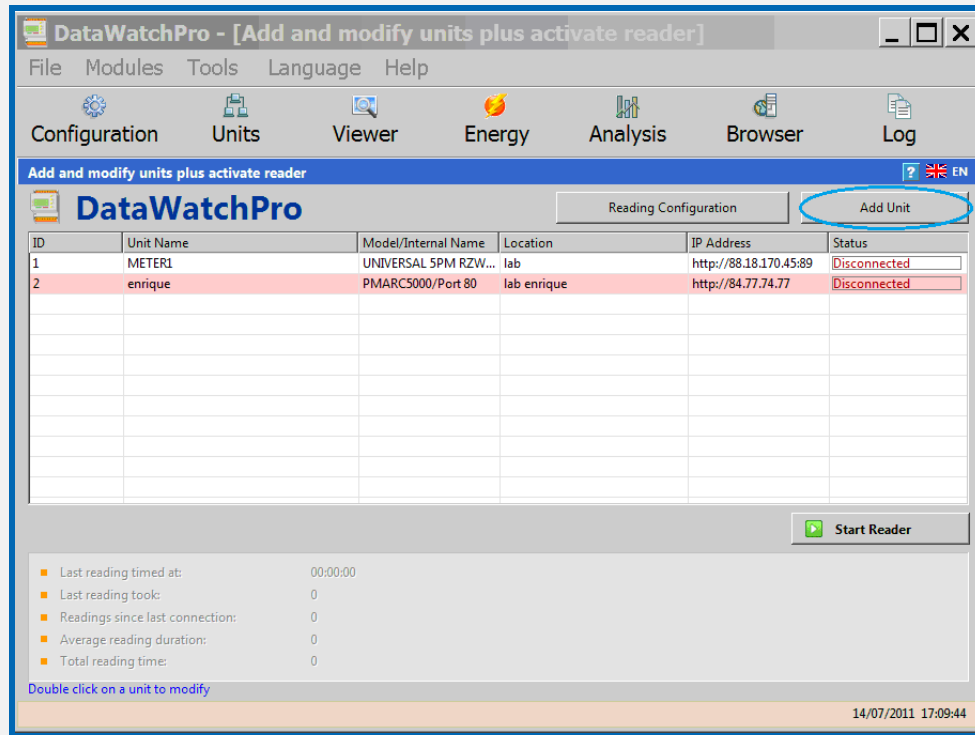 DataWatchPro - [Add and modify units plus activate reader]
File Modules Tools Language Help
Configuration Units Viewer Energy Analysis Browser Log
Add and modify units plus activate reader ? EN
DataWatchPro Reading Configuration Add Unit
ID Unit Name Model/Internal Name Location IP Address Status
1 METER1 UNIVERSAL 5PM RZW... lab http://88.18.170.45:89 Disconnected
2 enrique PMARC5000/Port 80 lab enrique http://84.77.74.77 Disconnected
Start Reader
Last reading timed at: 00:00:00
Last reading took: 0
Readings since last connection: 0
Average reading duration: 0
Total reading time: 0
Double click on a unit to modify
14/07/2011 17:09:44